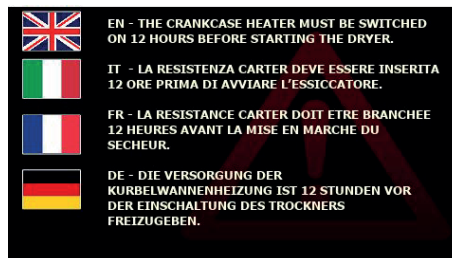 EN - THE CRANKCASE HEATER MUST BE SWITCHED
ON 12 HOURS BEFORE STARTING THE DRYER.
IT - LA RESISTENZA CARTER DEVE ESSERE INSERITA
12 ORE PRIMA DI AVVIARE L'ESSICCATORE.
FR - LA RESISTANCE CARTER DOIT ETRE BRANCHEE
12 HEURES AVANT LA MISE EN MARCHE DU
SECHEUR.
DE - DIE VERSORGUNG DER
KURBELWANNENHEIZUNG IST 12 STUNDEN VOR
DER EINSCHALTUNG DES TROCKNERS
FREIZUGEBEN.